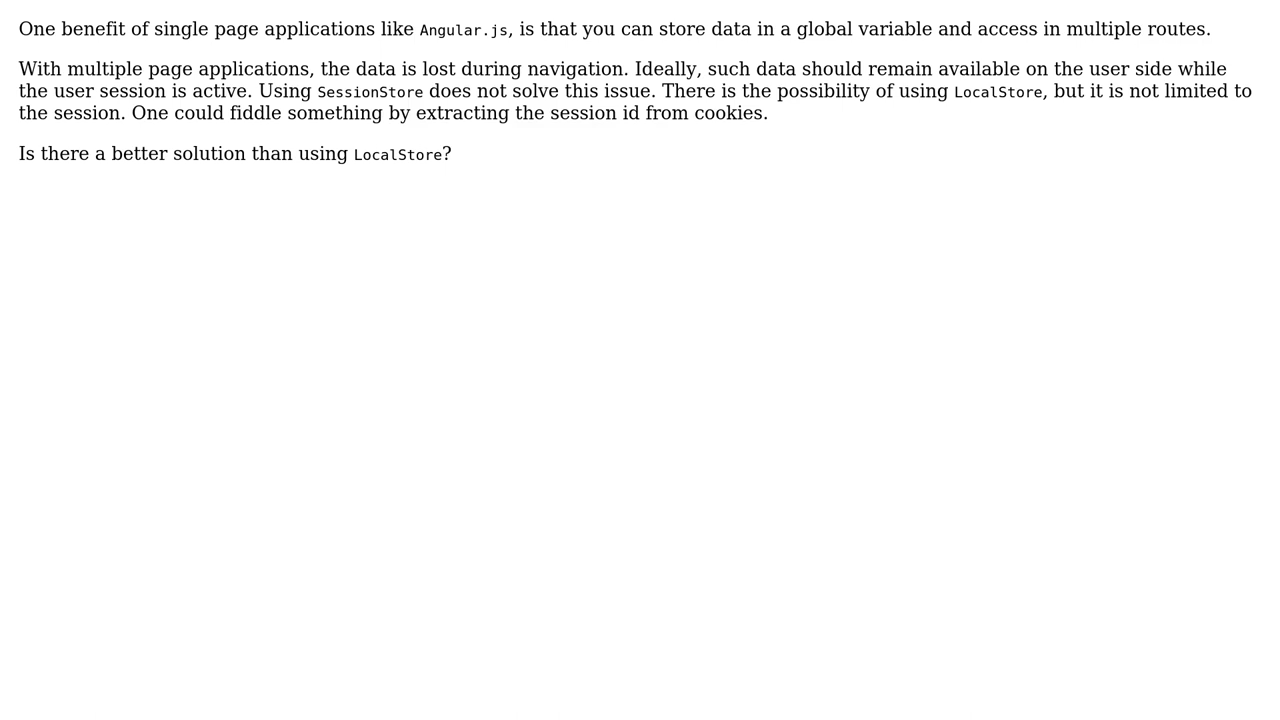 One benefit of single page applications like Angular.js, is that you can store data in a global variable and access in multiple routes.
With multiple page applications, the data is lost during navigation. Ideally, such data should remain available on the user side while
the user session is active. Using SessionStore does not solve this issue. There is the possibility of using LocalStore, but it is not limited to
the session. One could fiddle something by extracting the session id from cookies.
Is there a better solution than using LocalStore?